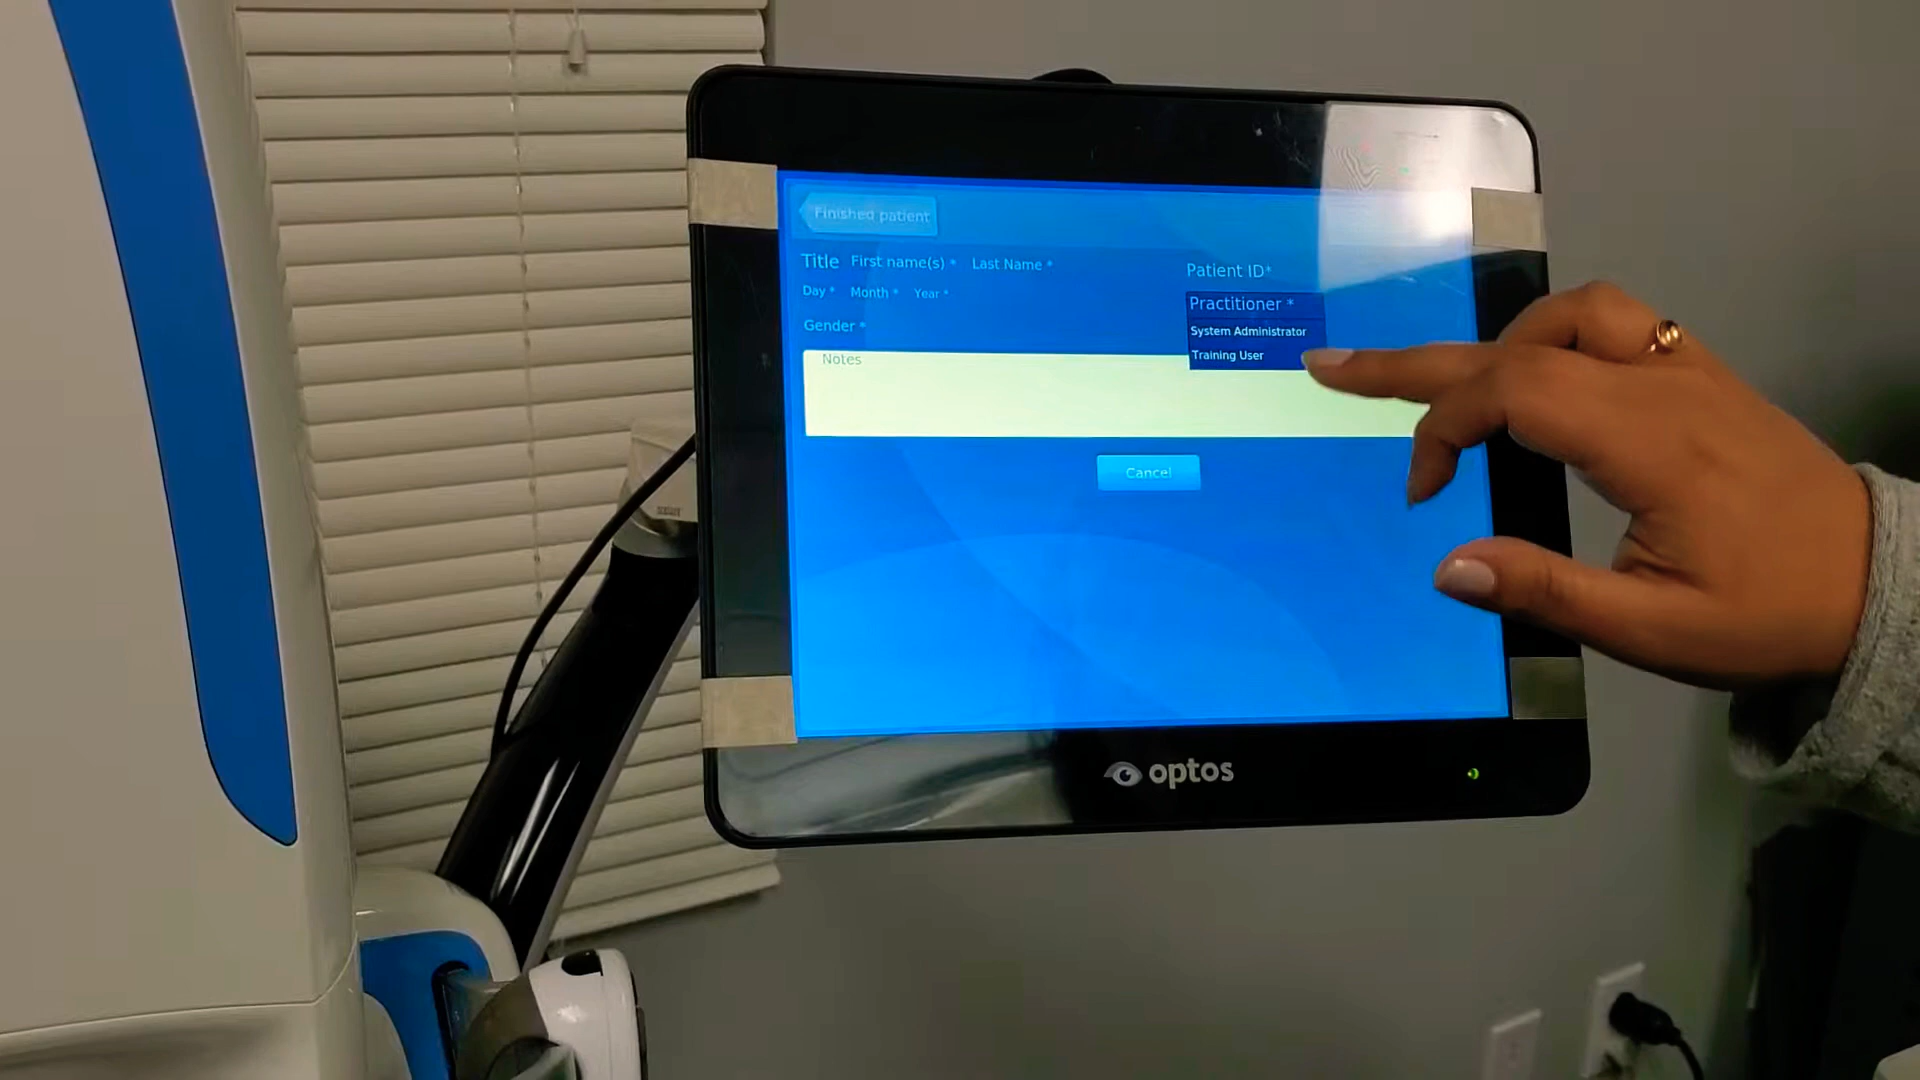 Finished patient
Title First name(s) * Last Name * Patient ID*
Day * Month * Year * Practitioner *
Gender * System Administrator
Notes Training User
Cancel
optos